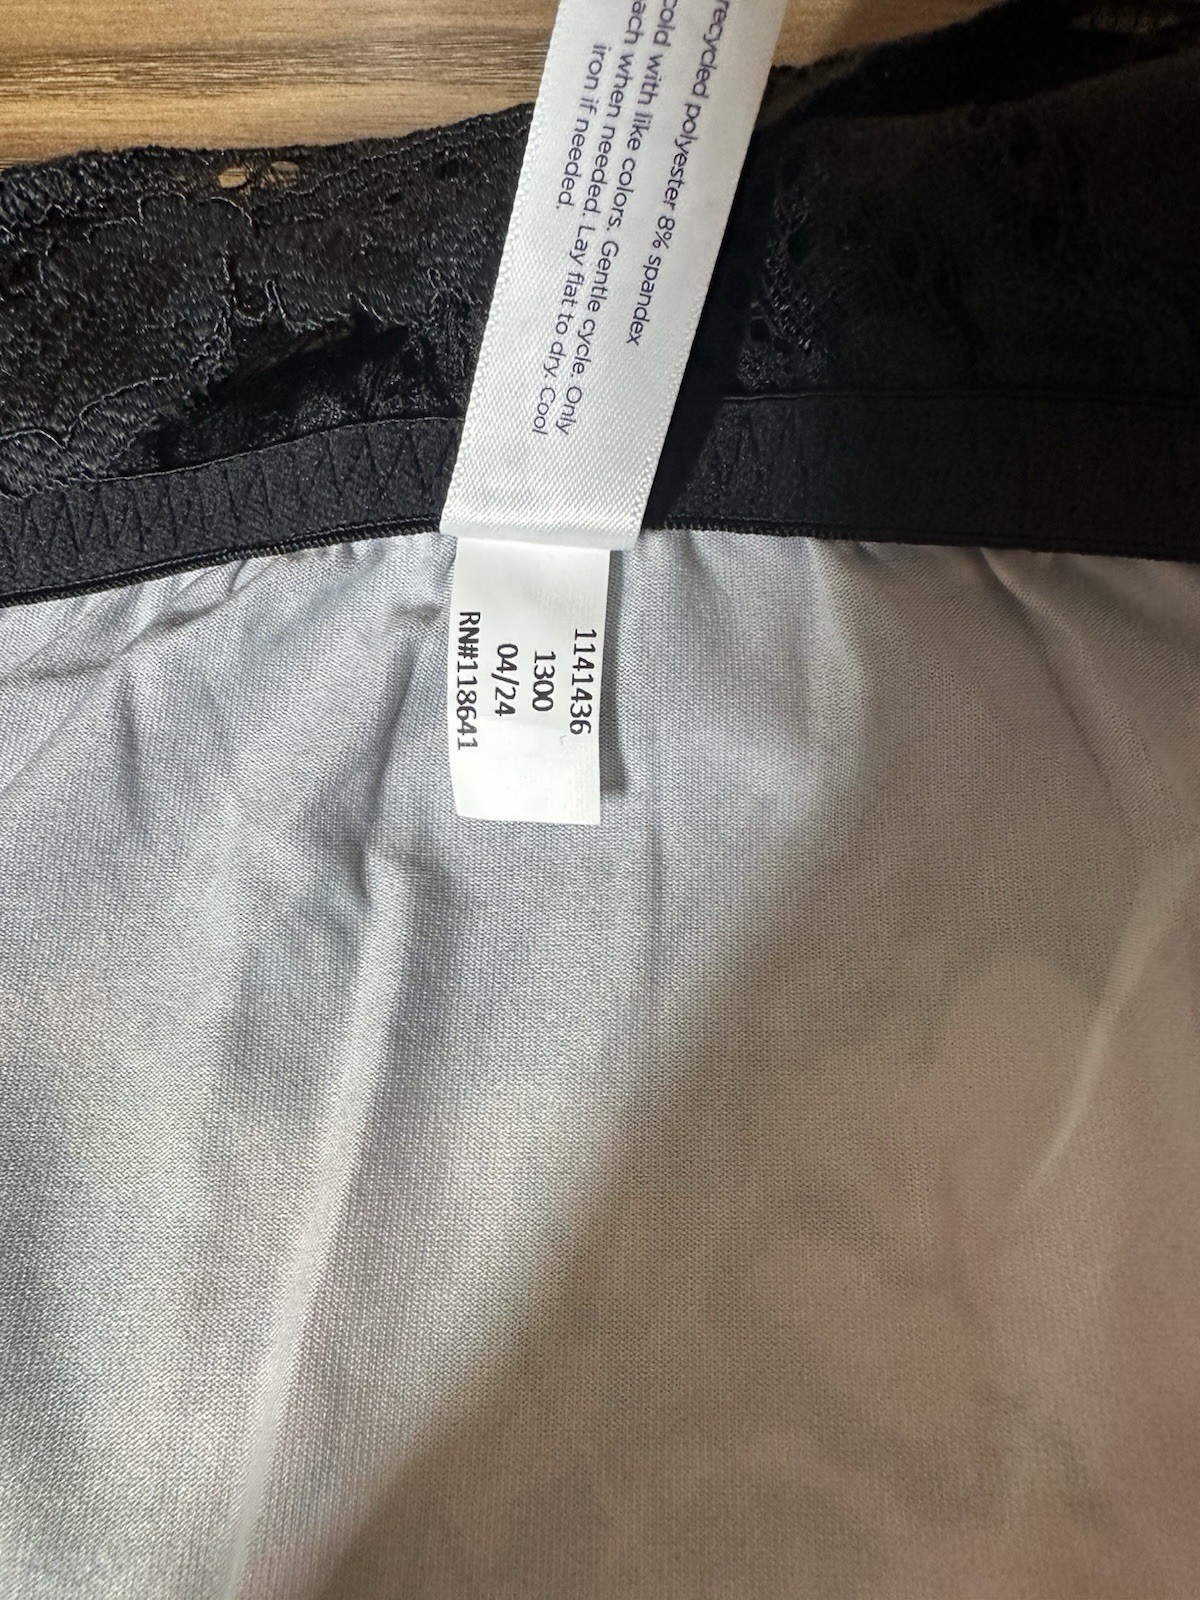 recycled polyester 8% spandex
cold with like colors. Gentle cycle. Only
when needed. Lay flat to dry. Cool
iron if needed.
1141436
1300
04/24
RN#118641